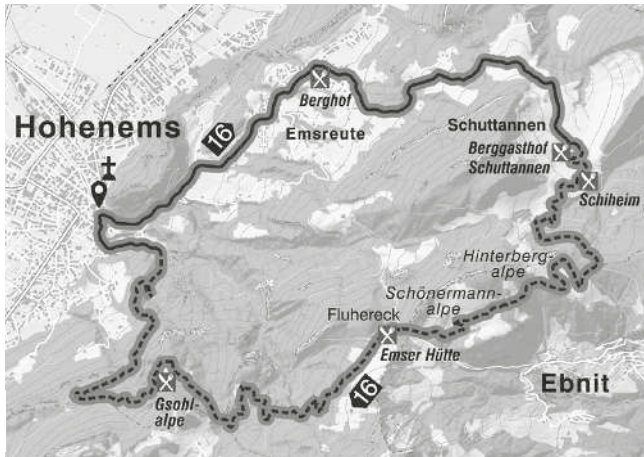 Berghof
16
Hohenems
Emsreute
Schuttannen
Berggasthof
Schuttannen
Schiheim
Hinterberg-
alpe
Schönermann-
alpe
Fluhereck
Emser Hütte
Ebnit
16
Gsohl-
alpe